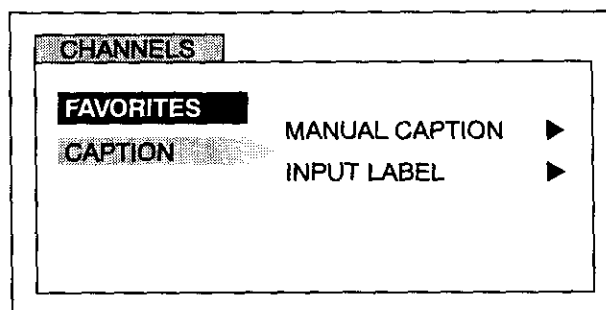 CHANNELS
FAVORITES
CAPTION
MANUAL CAPTION
INPUT LABEL